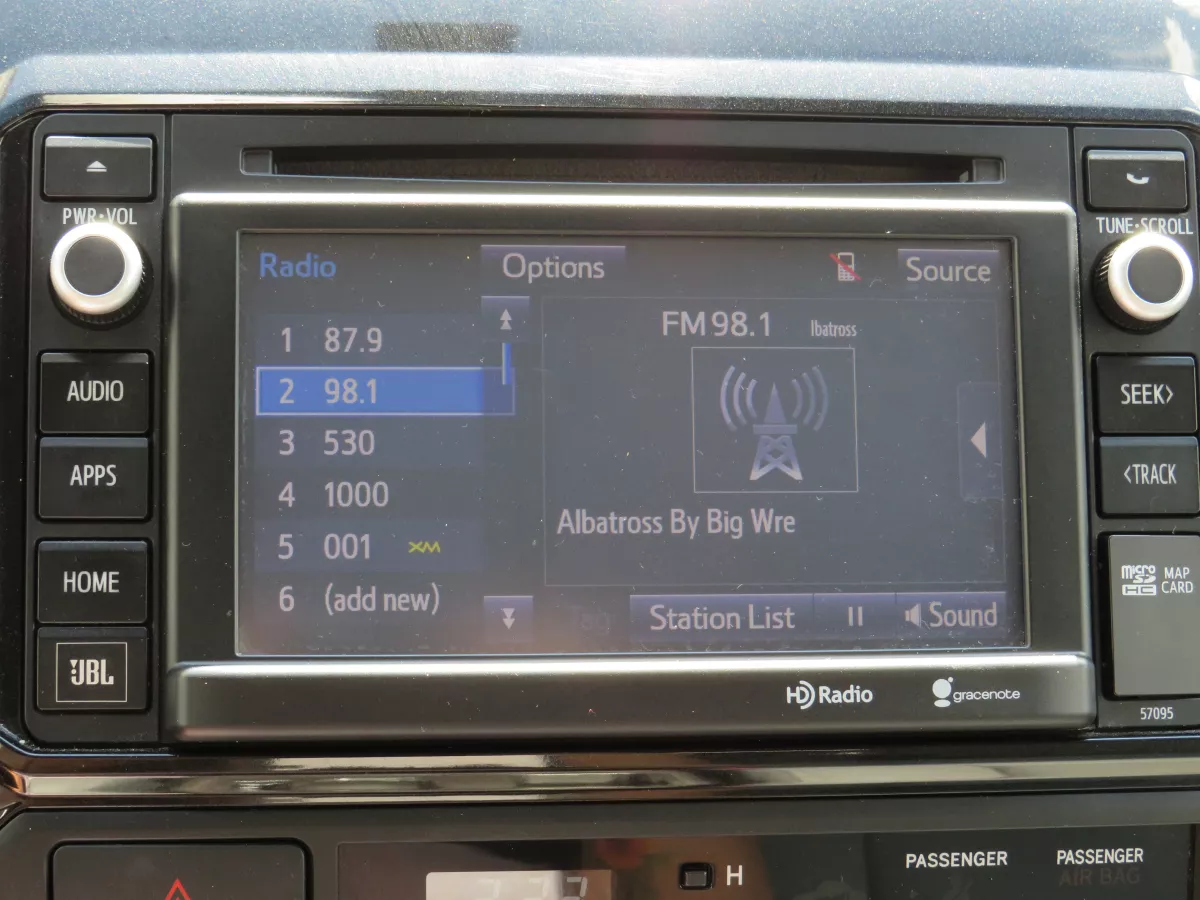 PWR·VOL
TUNE·SCROLL
Radio
Options
Source
FM 98.1 lbatross
1 87.9
2 98.1
3 530
4 1000
5 001 XM
6 (add new)
Albatross By Big Wre
Station List
Sound
AUDIO
APPS
HOME
JBL
SEEK>
<TRACK
micro SD HC
MAP
CARD
57095
HD Radio
gracenote
H
PASSENGER
PASSENGER
AIR BAG